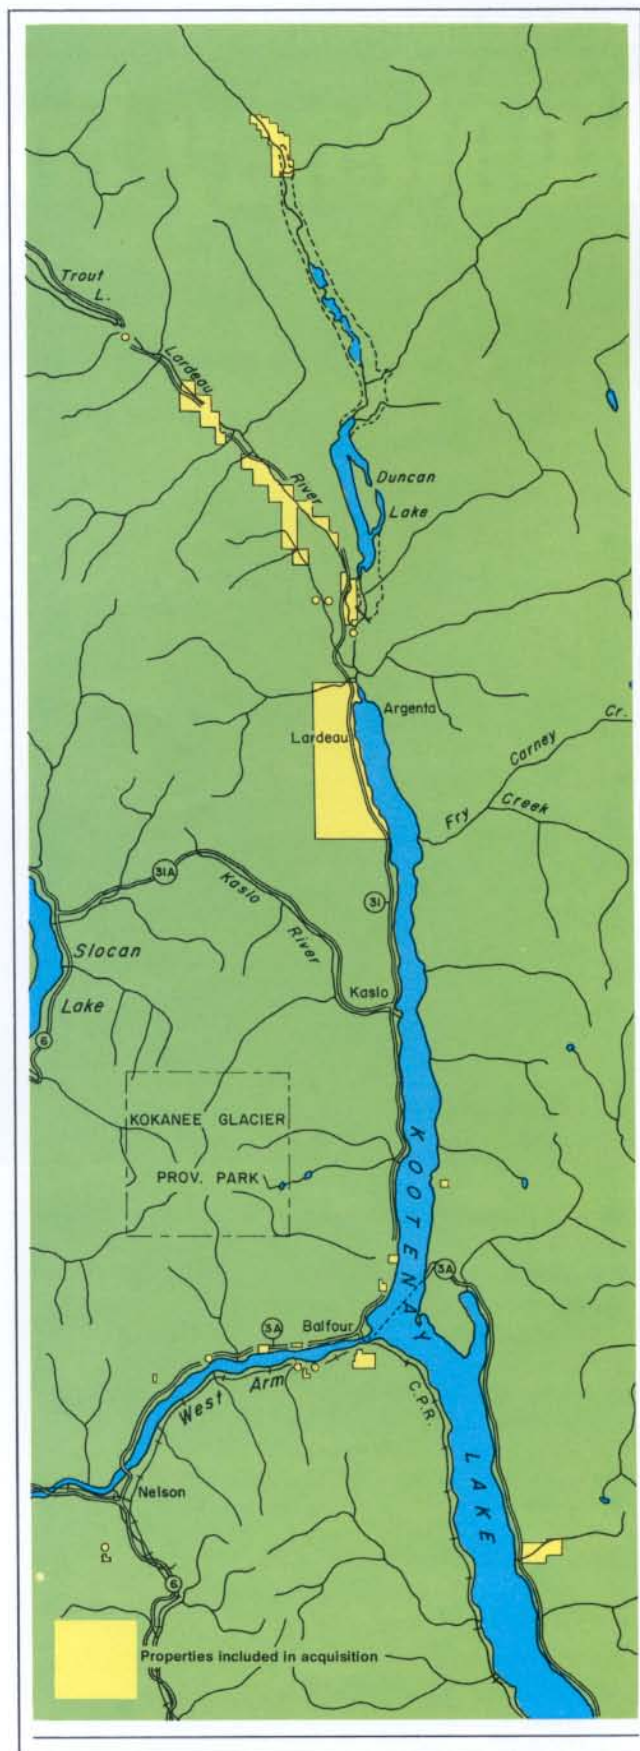 Trout
L.
Lardeau
River
Duncan
Lake
Argenta
Lardeau
Carney
Cr.
Fry
Creek
31A
Kaslo
River
31
Slocan
Lake
Kaslo
6
KOKANEE GLACIER
PROV. PARK
KOOTENAY
3A
3A
Balfour
West Arm
C.P.R.
LAKE
Nelson
6
Properties included in acquisition